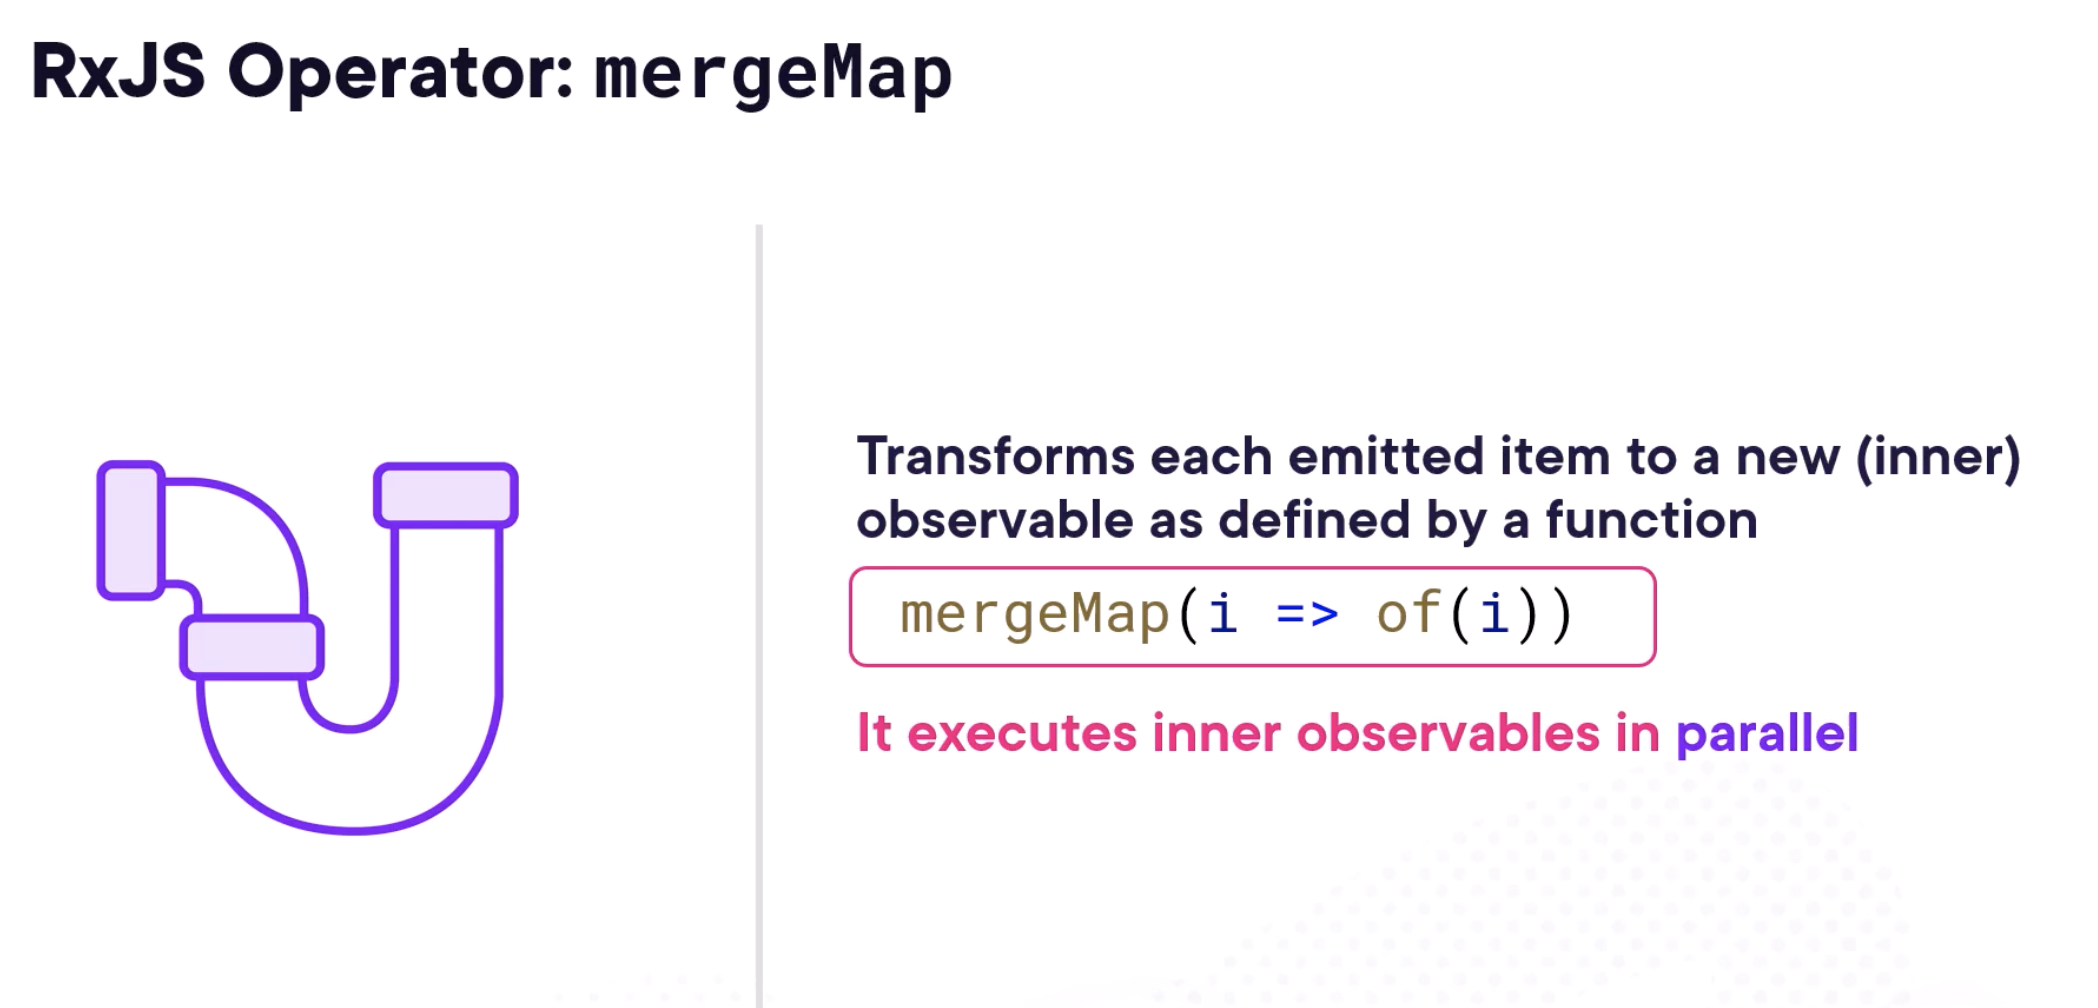 RxJS Operator: mergeMap
Transforms each emitted item to a new (inner)
observable as defined by a function
mergeMap(i => of(i))
It executes inner observables in parallel